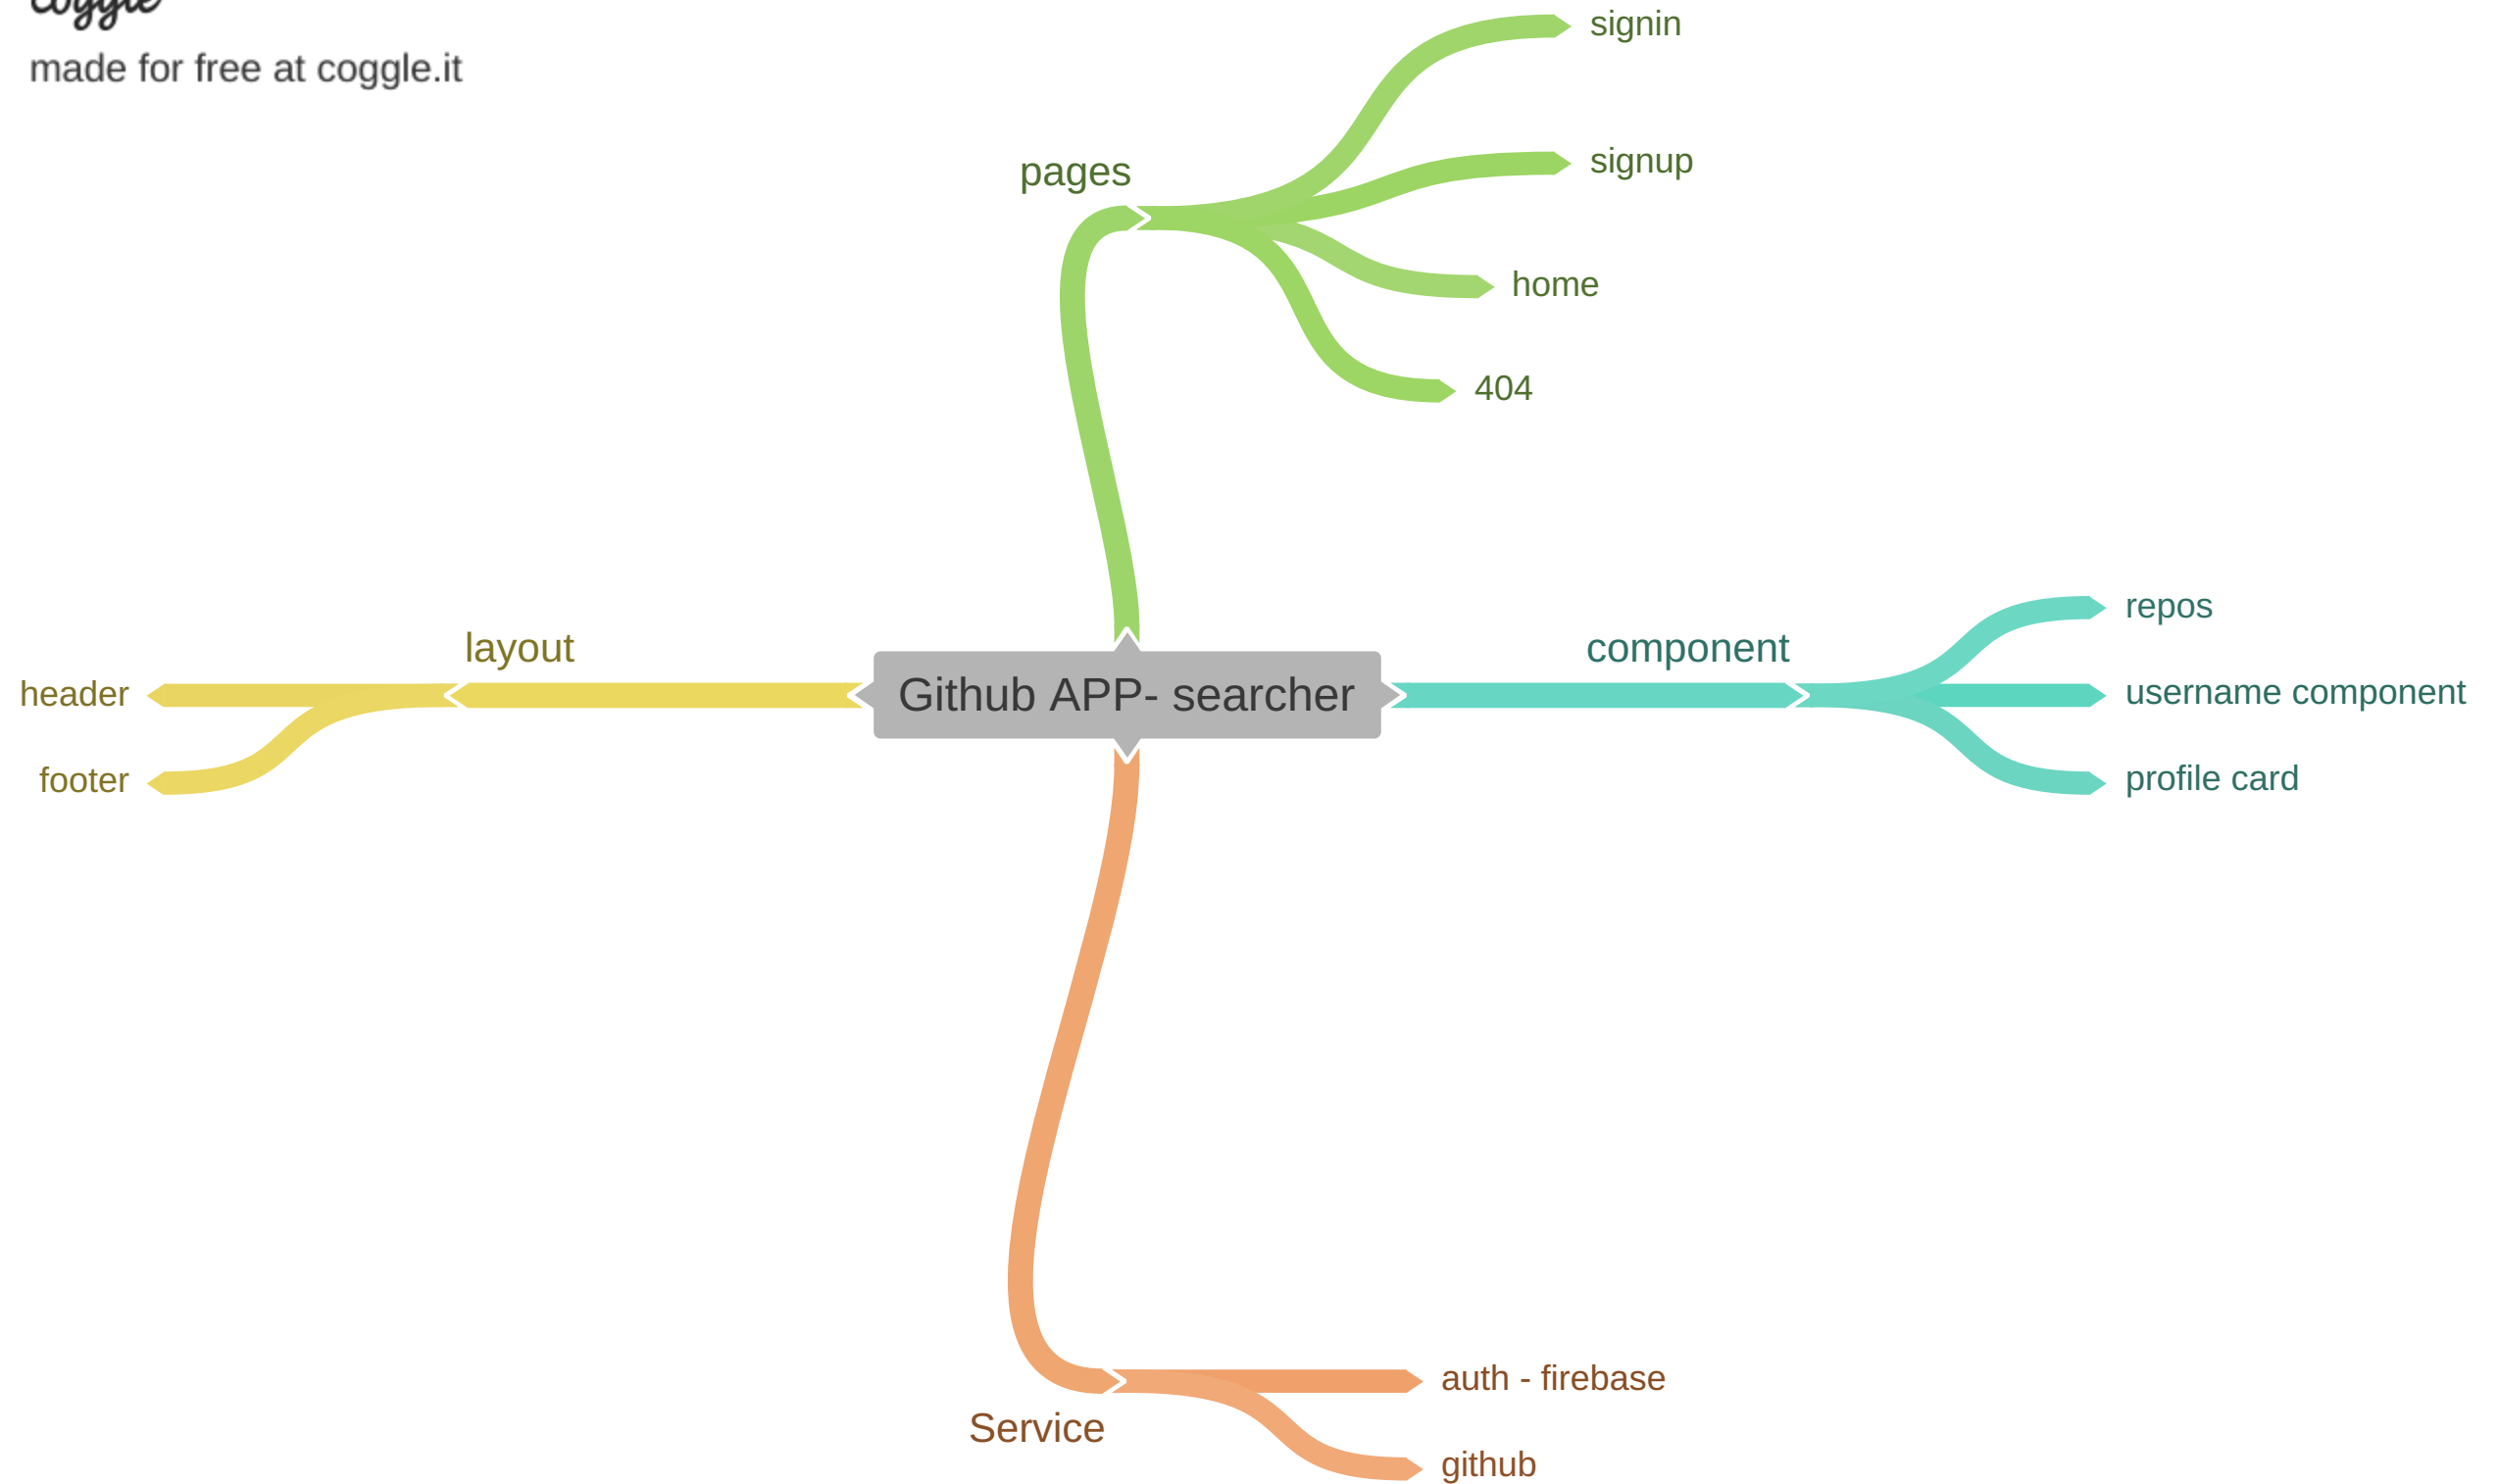 coggle
made for free at coggle.it
signin
pages
signup
home
404
layout
component
repos
header
Github APP- searcher
username component
footer
profile card
auth - firebase
Service
github